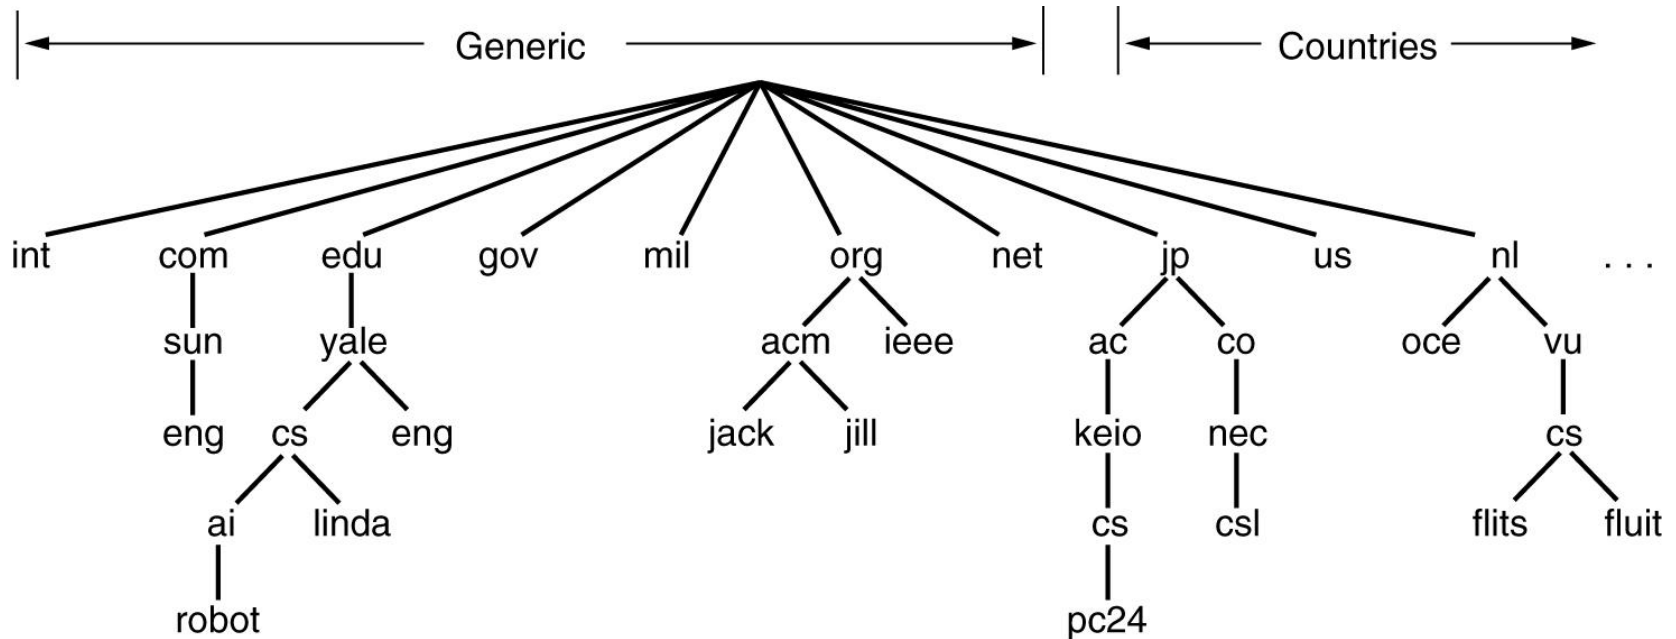 Generic Countries
int com edu gov mil org net jp us nl . . .
sun yale acm ieee ac co oce vu
eng cs eng jack jill keio nec cs
ai linda cs csl flits fluit
robot pc24